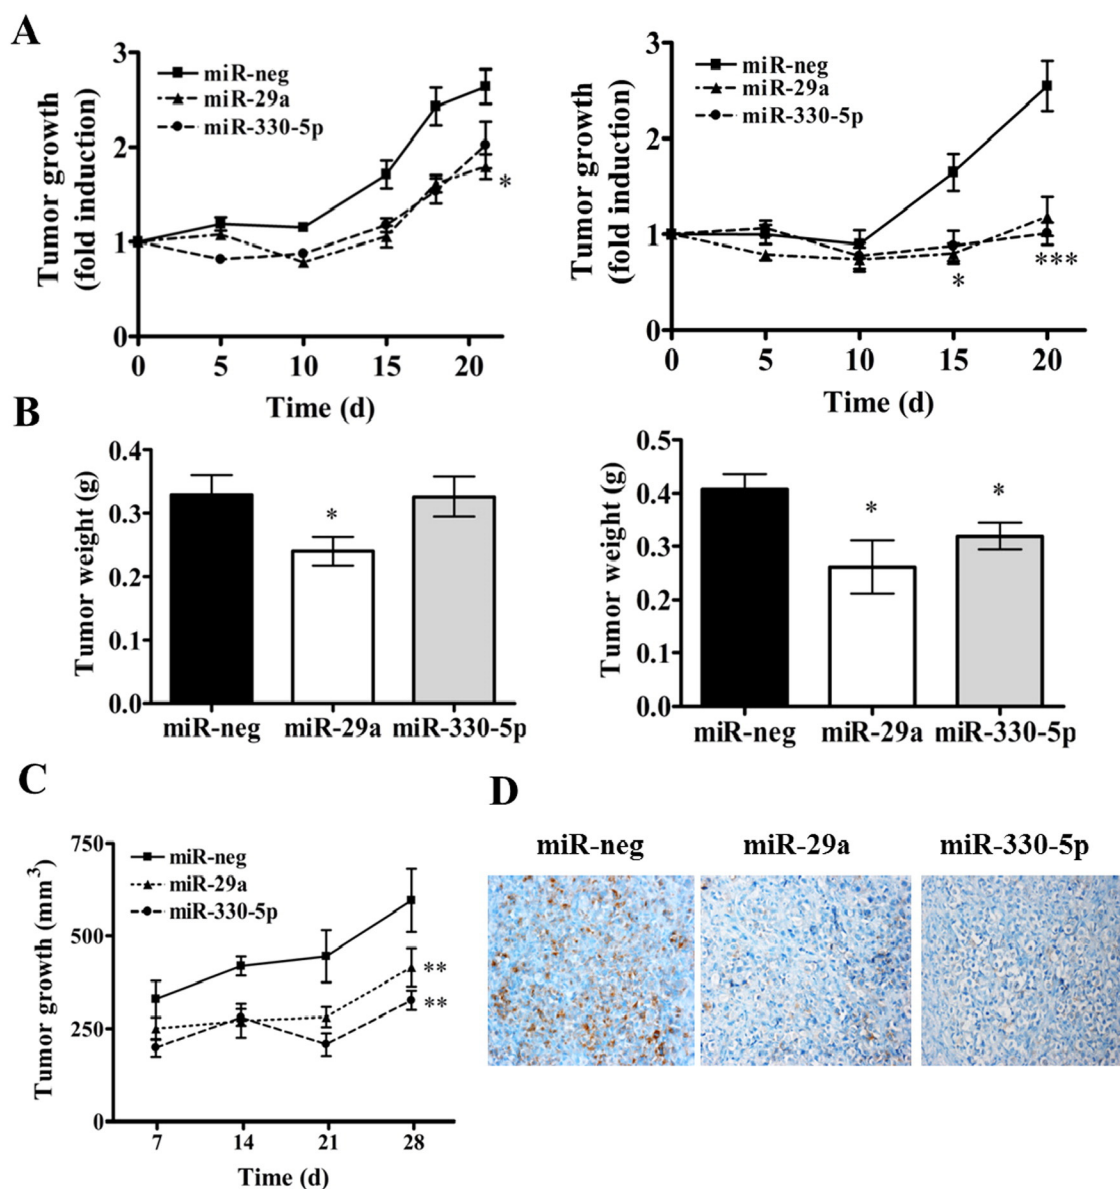 A
Tumor growth
(fold induction)
3
2
1
0
miR-neg
miR-29a
miR-330-5p
*
0 5 10 15 20
Time (d)
Tumor growth
(fold induction)
3
2
1
0
miR-neg
miR-29a
miR-330-5p
*
***
0 5 10 15 20
Time (d)
B
Tumor weight (g)
0.4
0.3
0.2
0.1
0.0
*
miR-neg miR-29a miR-330-5p
Tumor weight (g)
0.5
0.4
0.3
0.2
0.1
0.0
*
*
miR-neg miR-29a miR-330-5p
C
Tumor growth (mm³)
750
500
250
0
miR-neg
miR-29a
miR-330-5p
**
**
7 14 21 28
Time (d)
D
miR-neg miR-29a miR-330-5p